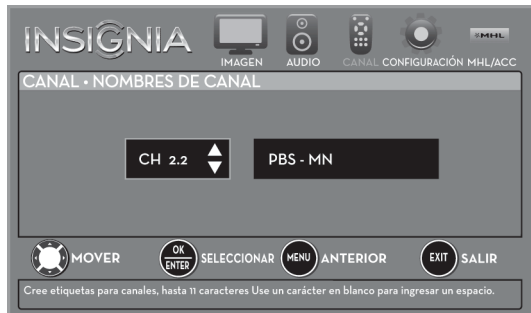 INSIGNIA
IMAGEN AUDIO CANAL CONFIGURACIÓN MHL/ACC
MHL
CANAL • NOMBRES DE CANAL
CH 2.2 PBS - MN
MOVER OK ENTER SELECCIONAR MENU ANTERIOR EXIT SALIR
Cree etiquetas para canales, hasta 11 caracteres Use un carácter en blanco para ingresar un espacio.